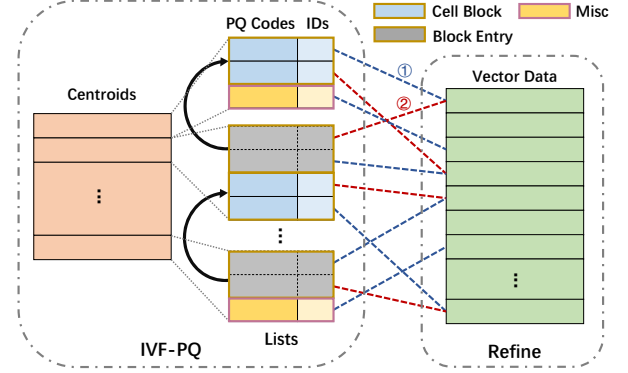 PQ Codes IDs
Cell Block
Misc
Block Entry
Centroids
①
Vector Data
②
⋮
⋮
⋮
Lists
IVF-PQ
Refine